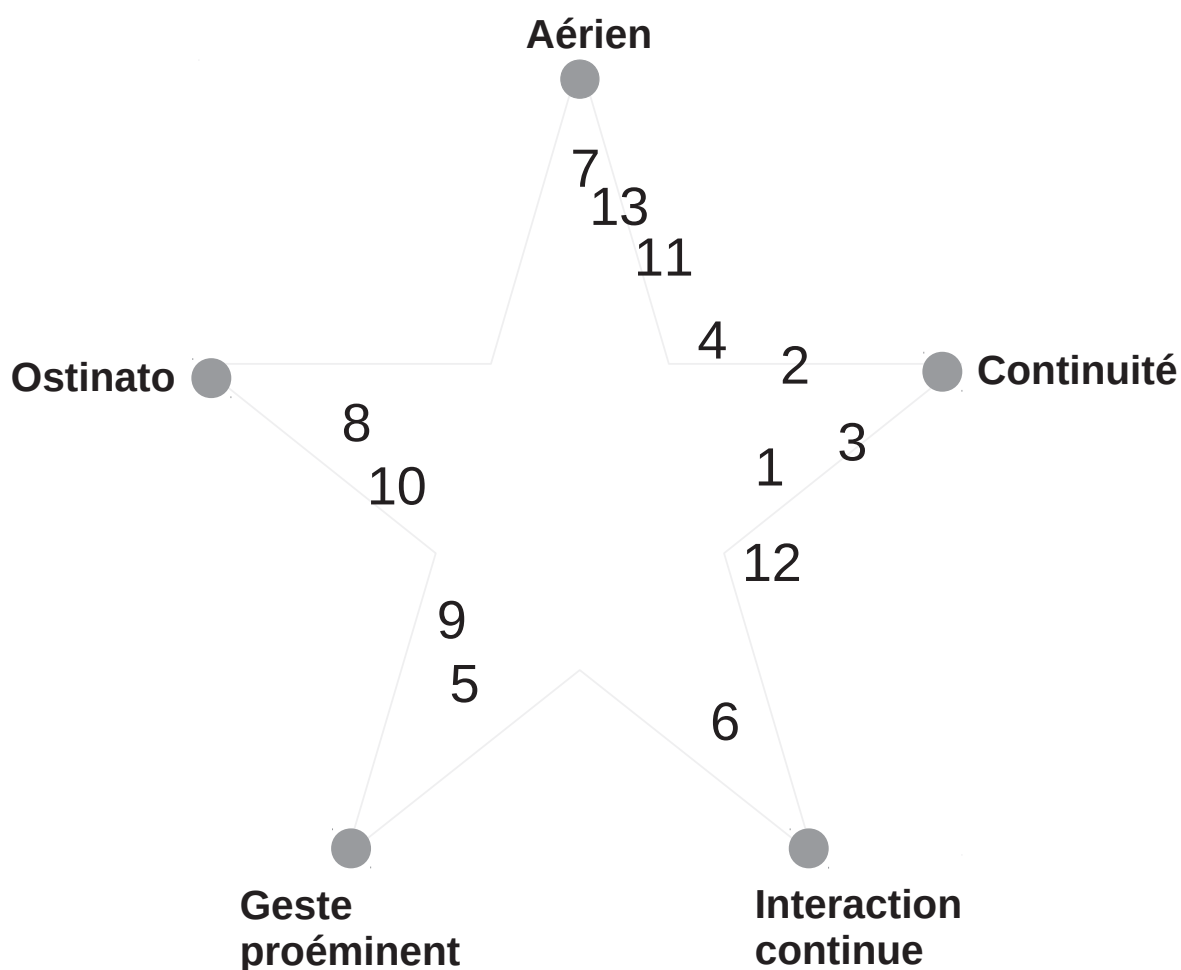 Aérien
7
13
11
4
2
Continuité
Ostinato
8
3
1
10
12
9
5
6
Geste
proéminent
Interaction
continue